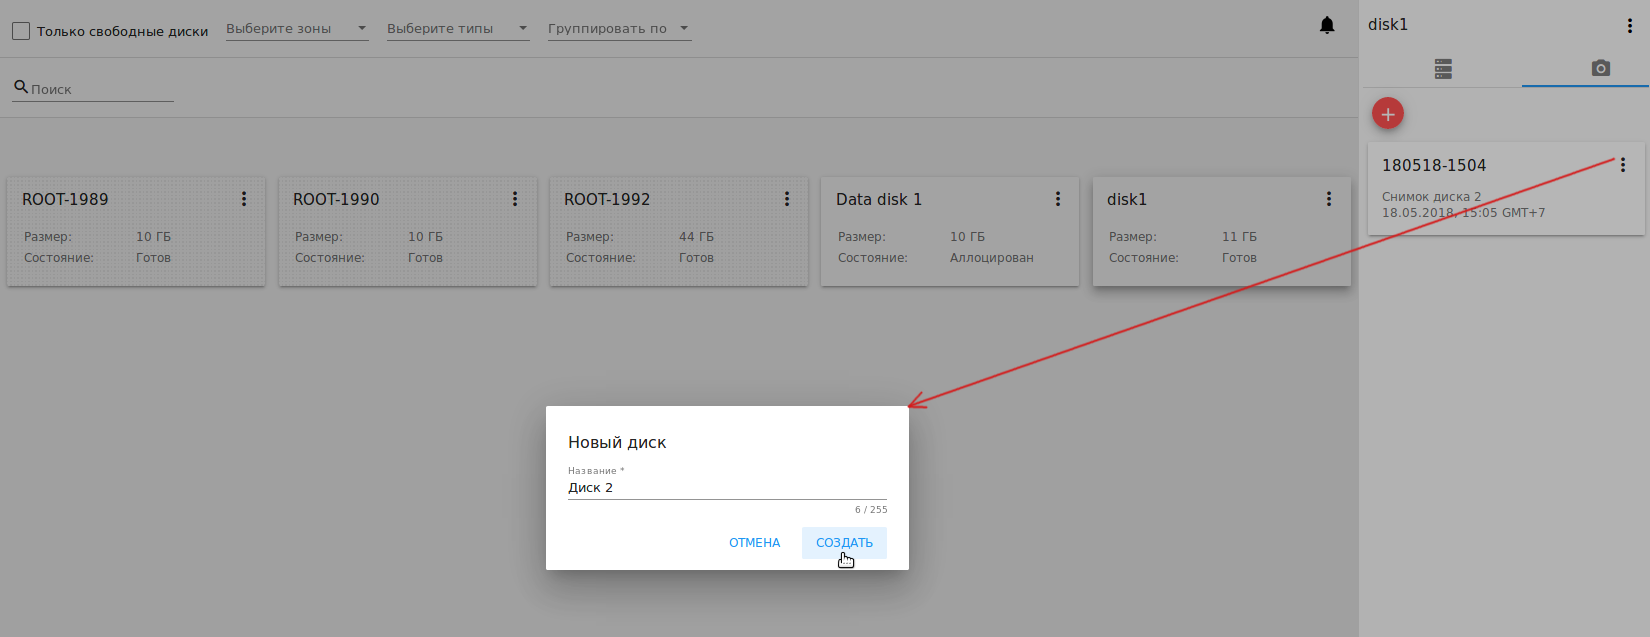 Только свободные диски
Выберите зоны
Выберите типы
Группировать по
disk1
Поиск
180518-1504
Снимок диска 2
18.05.2018, 15:05 GMT+7
ROOT-1989
Размер: 10 ГБ
Состояние: Готов
ROOT-1990
Размер: 10 ГБ
Состояние: Готов
ROOT-1992
Размер: 44 ГБ
Состояние: Готов
Data disk 1
Размер: 10 ГБ
Состояние: Аллоцирован
disk1
Размер: 11 ГБ
Состояние: Готов
Новый диск
Название *
Диск 2
6 / 255
ОТМЕНА
СОЗДАТЬ